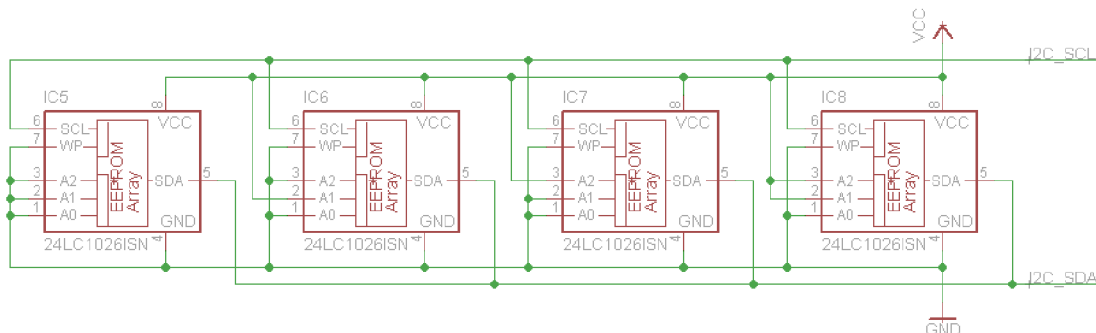 VCC
I2C_SCL
IC5 8 VCC
6 SCL
7 WP
3 A2
2 A1
1 A0
EEPROM
Array
SDA 5
GND
24LC1026ISN 4
IC6 8 VCC
6 SCL
7 WP
3 A2
2 A1
1 A0
EEPROM
Array
SDA 5
GND
24LC1026ISN 4
IC7 8 VCC
6 SCL
7 WP
3 A2
2 A1
1 A0
EEPROM
Array
SDA 5
GND
24LC1026ISN 4
IC8 8 VCC
6 SCL
7 WP
3 A2
2 A1
1 A0
EEPROM
Array
SDA 5
GND
24LC1026ISN 4
I2C_SDA
GND